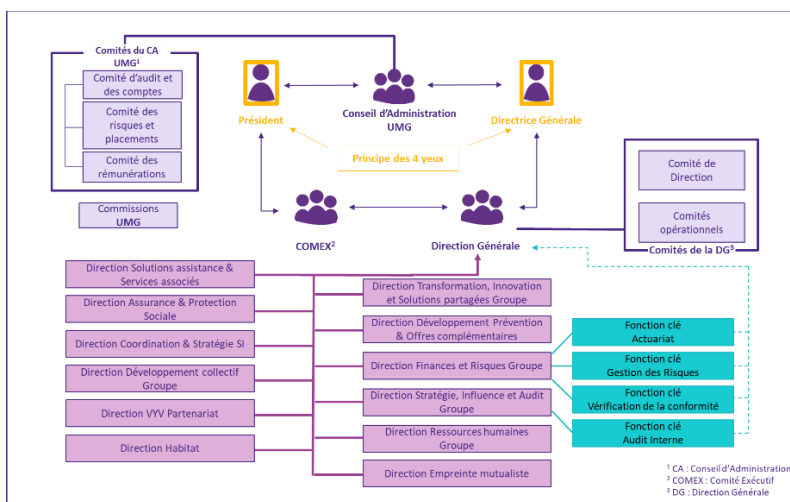 Comités du CA
UMG¹
Comité d'audit et
des comptes
Comité des
risques et
placements
Comité des
rémunérations
Commissions
UMG
Président
Conseil d'Administration
UMG
Directrice Générale
Principe des 4 yeux
COMEX²
Direction Générale
Comité de
Direction
Comités
opérationnels
Comités de la DG³
Direction Solutions assistance &
Services associés
Direction Assurance & Protection
Sociale
Direction Coordination & Stratégie SI
Direction Développement collectif
Groupe
Direction VYV Partenariat
Direction Habitat
Direction Transformation, Innovation
et Solutions partagées Groupe
Direction Développement Prévention
& Offres complémentaires
Direction Finances et Risques Groupe
Direction Stratégie, Influence et Audit
Groupe
Direction Ressources humaines
Groupe
Direction Empreinte mutualiste
Fonction clé
Actuariat
Fonction clé
Gestion des Risques
Fonction clé
Vérification de la conformité
Fonction clé
Audit Interne
¹ CA : Conseil d'Administration
² COMEX : Comité Exécutif
³ DG : Direction Générale